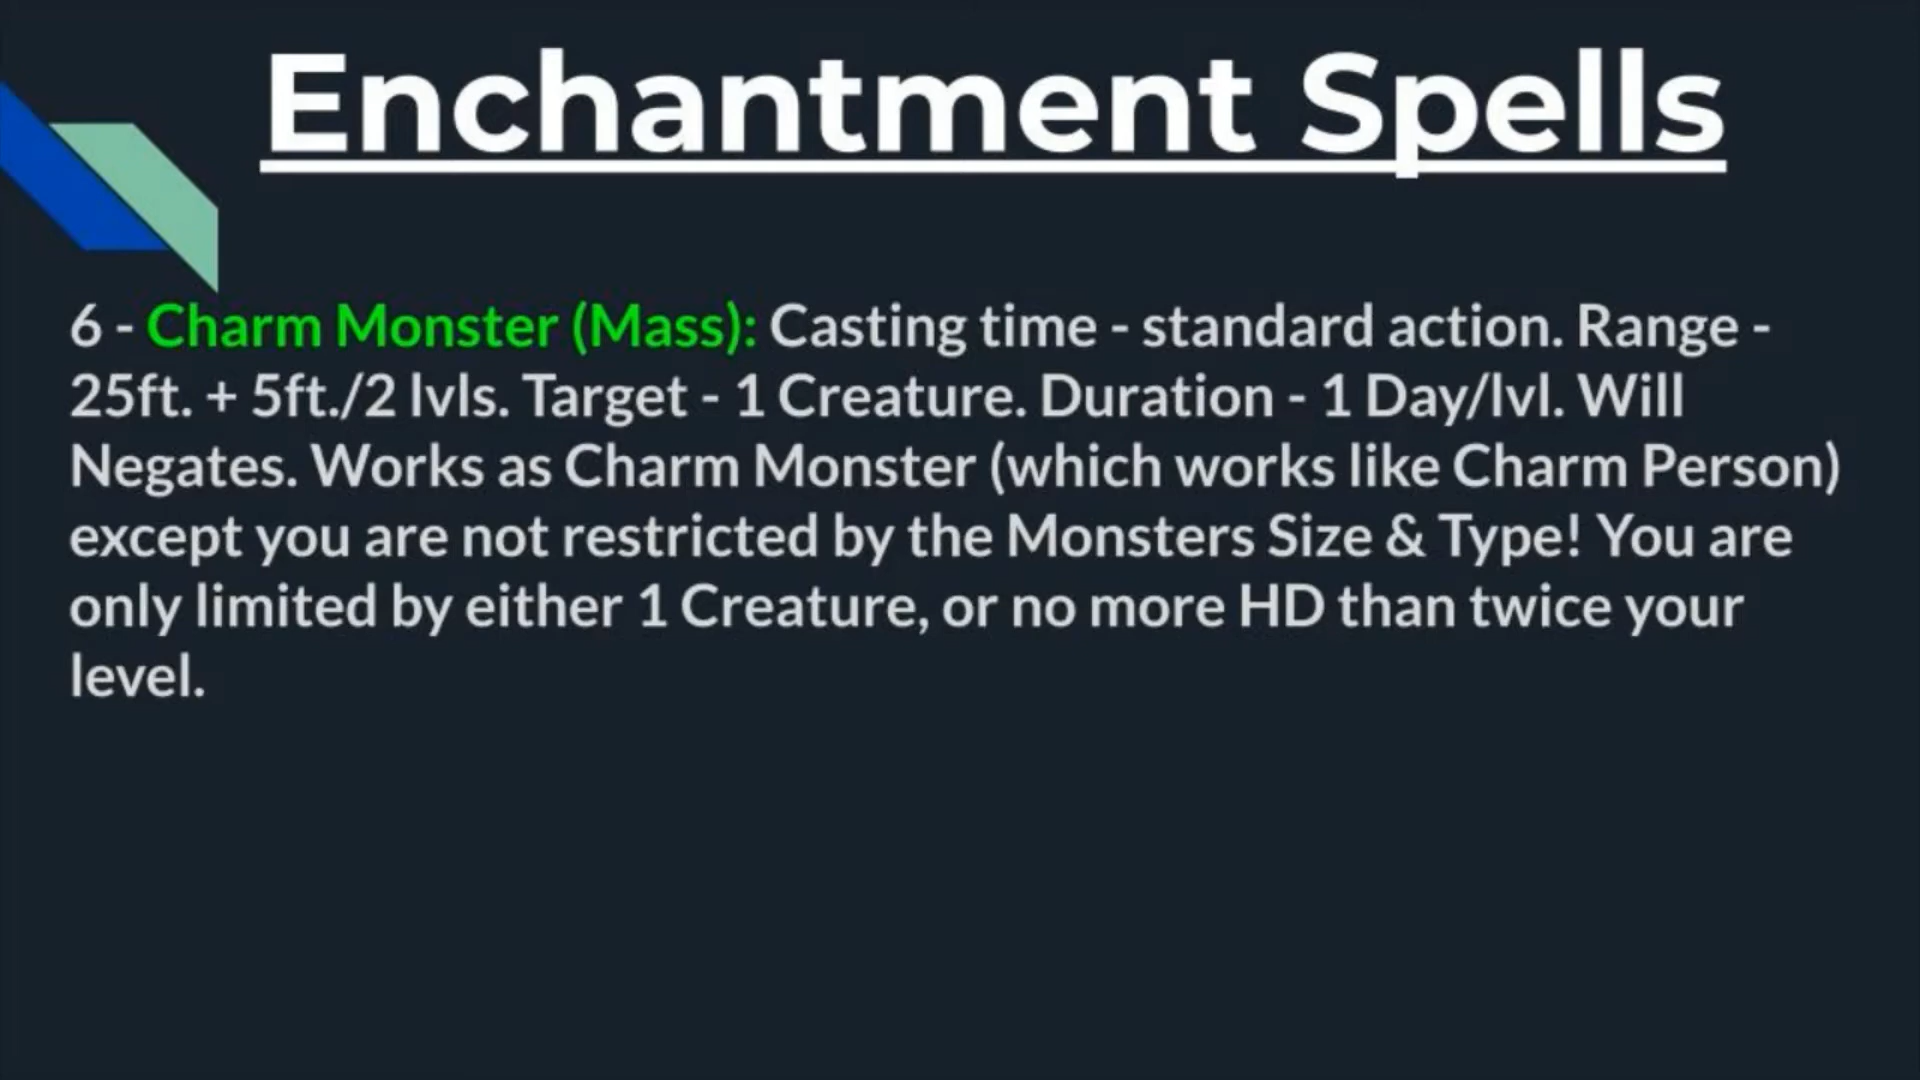 Enchantment Spells
6 - Charm Monster (Mass): Casting time - standard action. Range -
25ft. + 5ft./2 lvls. Target - 1 Creature. Duration - 1 Day/lvl. Will
Negates. Works as Charm Monster (which works like Charm Person)
except you are not restricted by the Monsters Size & Type! You are
only limited by either 1 Creature, or no more HD than twice your
level.